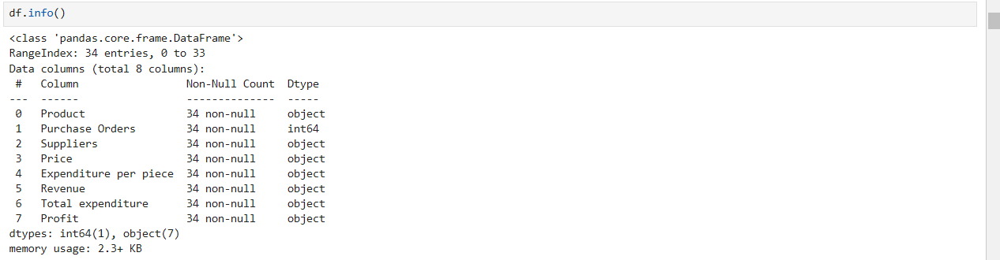 df.info()
<class 'pandas.core.frame.DataFrame'>
RangeIndex: 34 entries, 0 to 33
Data columns (total 8 columns):
 #   Column                 Non-Null Count  Dtype
---  ------                 --------------  -----
 0   Product                34 non-null     object
 1   Purchase Orders        34 non-null     int64
 2   Suppliers              34 non-null     object
 3   Price                  34 non-null     object
 4   Expenditure per piece  34 non-null     object
 5   Revenue                34 non-null     object
 6   Total expenditure      34 non-null     object
 7   Profit                 34 non-null     object
dtypes: int64(1), object(7)
memory usage: 2.3+ KB